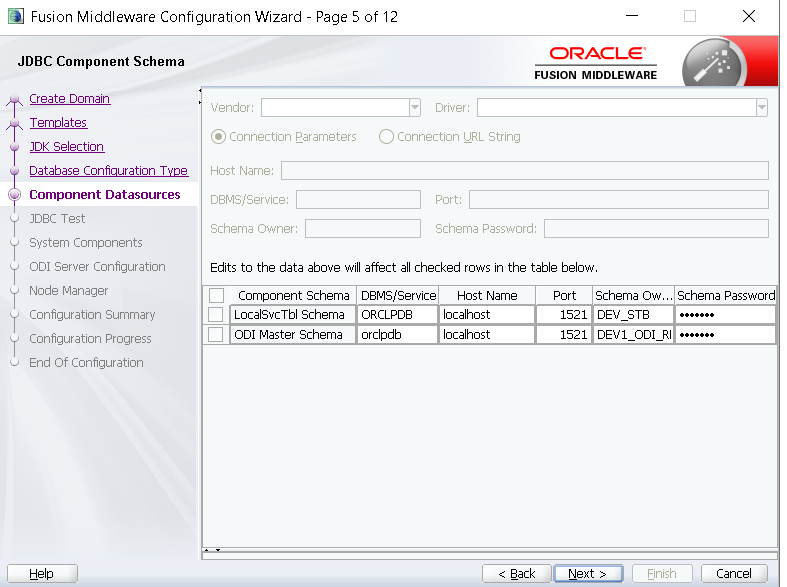 Fusion Middleware Configuration Wizard - Page 5 of 12
JDBC Component Schema
ORACLE
FUSION MIDDLEWARE
Create Domain
Templates
JDK Selection
Database Configuration Type
Component Datasources
JDBC Test
System Components
ODI Server Configuration
Node Manager
Configuration Summary
Configuration Progress
End Of Configuration
Vendor: Driver:
Connection Parameters Connection URL String
Host Name:
DBMS/Service: Port:
Schema Owner: Schema Password:
Edits to the data above will affect all checked rows in the table below.
Component Schema DBMS/Service Host Name Port Schema Ow... Schema Password
LocalSvcTbl Schema ORCLPDB localhost 1521 DEV_STB •••••••
ODI Master Schema orclpdb localhost 1521 DEV1_ODI_RI •••••••
Help < Back Next > Finish Cancel